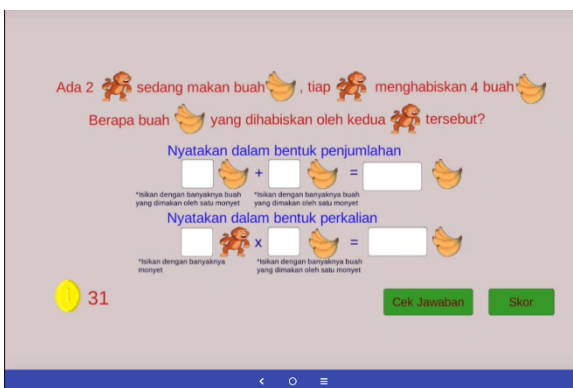 Ada 2 sedang makan buah , tiap menghabiskan 4 buah
Berapa buah yang dihabiskan oleh kedua tersebut?
Nyatakan dalam bentuk penjumlahan
+ =
*Isikan dengan banyaknya buah yang dimakan oleh satu monyet
*Isikan dengan banyaknya buah yang dimakan oleh satu monyet
Nyatakan dalam bentuk perkalian
x =
*Isikan dengan banyaknya monyet
*Isikan dengan banyaknya buah yang dimakan oleh satu monyet
31
Cek Jawaban
Skor